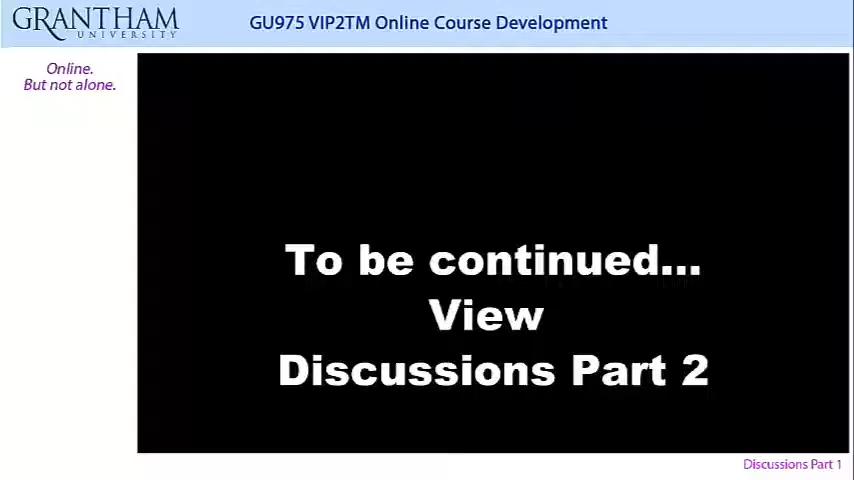 GRANTHAM
UNIVERSITY
GU975 VIP2TM Online Course Development
Online.
But not alone.
To be continued...
View
Discussions Part 2
Discussions Part 1